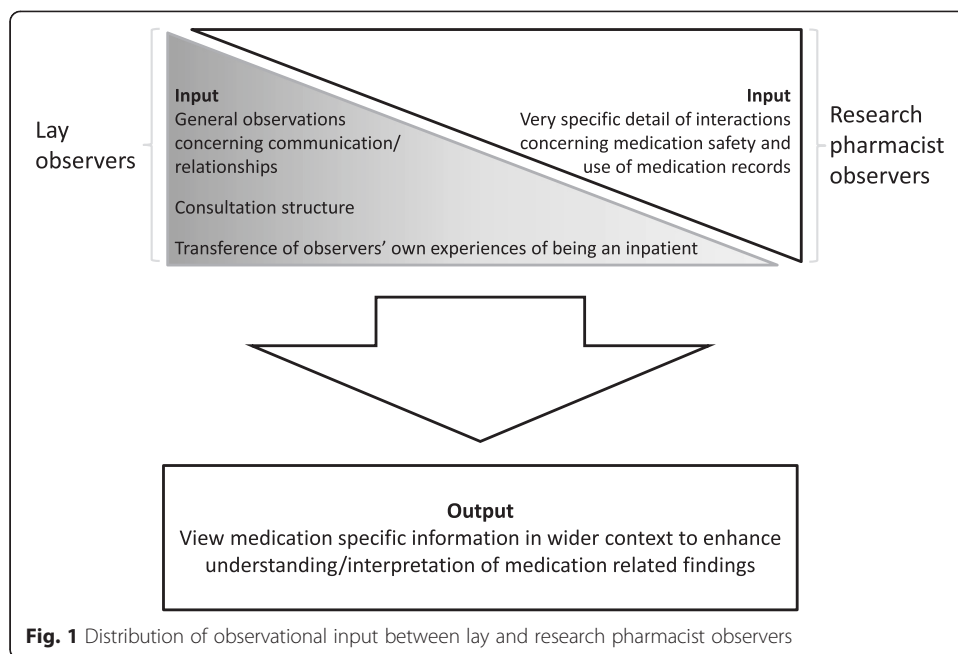 Lay
observers
Input
General observations
concerning communication/
relationships
Consultation structure
Transference of observers’ own experiences of being an inpatient
Input
Very specific detail of interactions
concerning medication safety and
use of medication records
Research
pharmacist
observers
Output
View medication specific information in wider context to enhance
understanding/interpretation of medication related findings
Fig. 1 Distribution of observational input between lay and research pharmacist observers